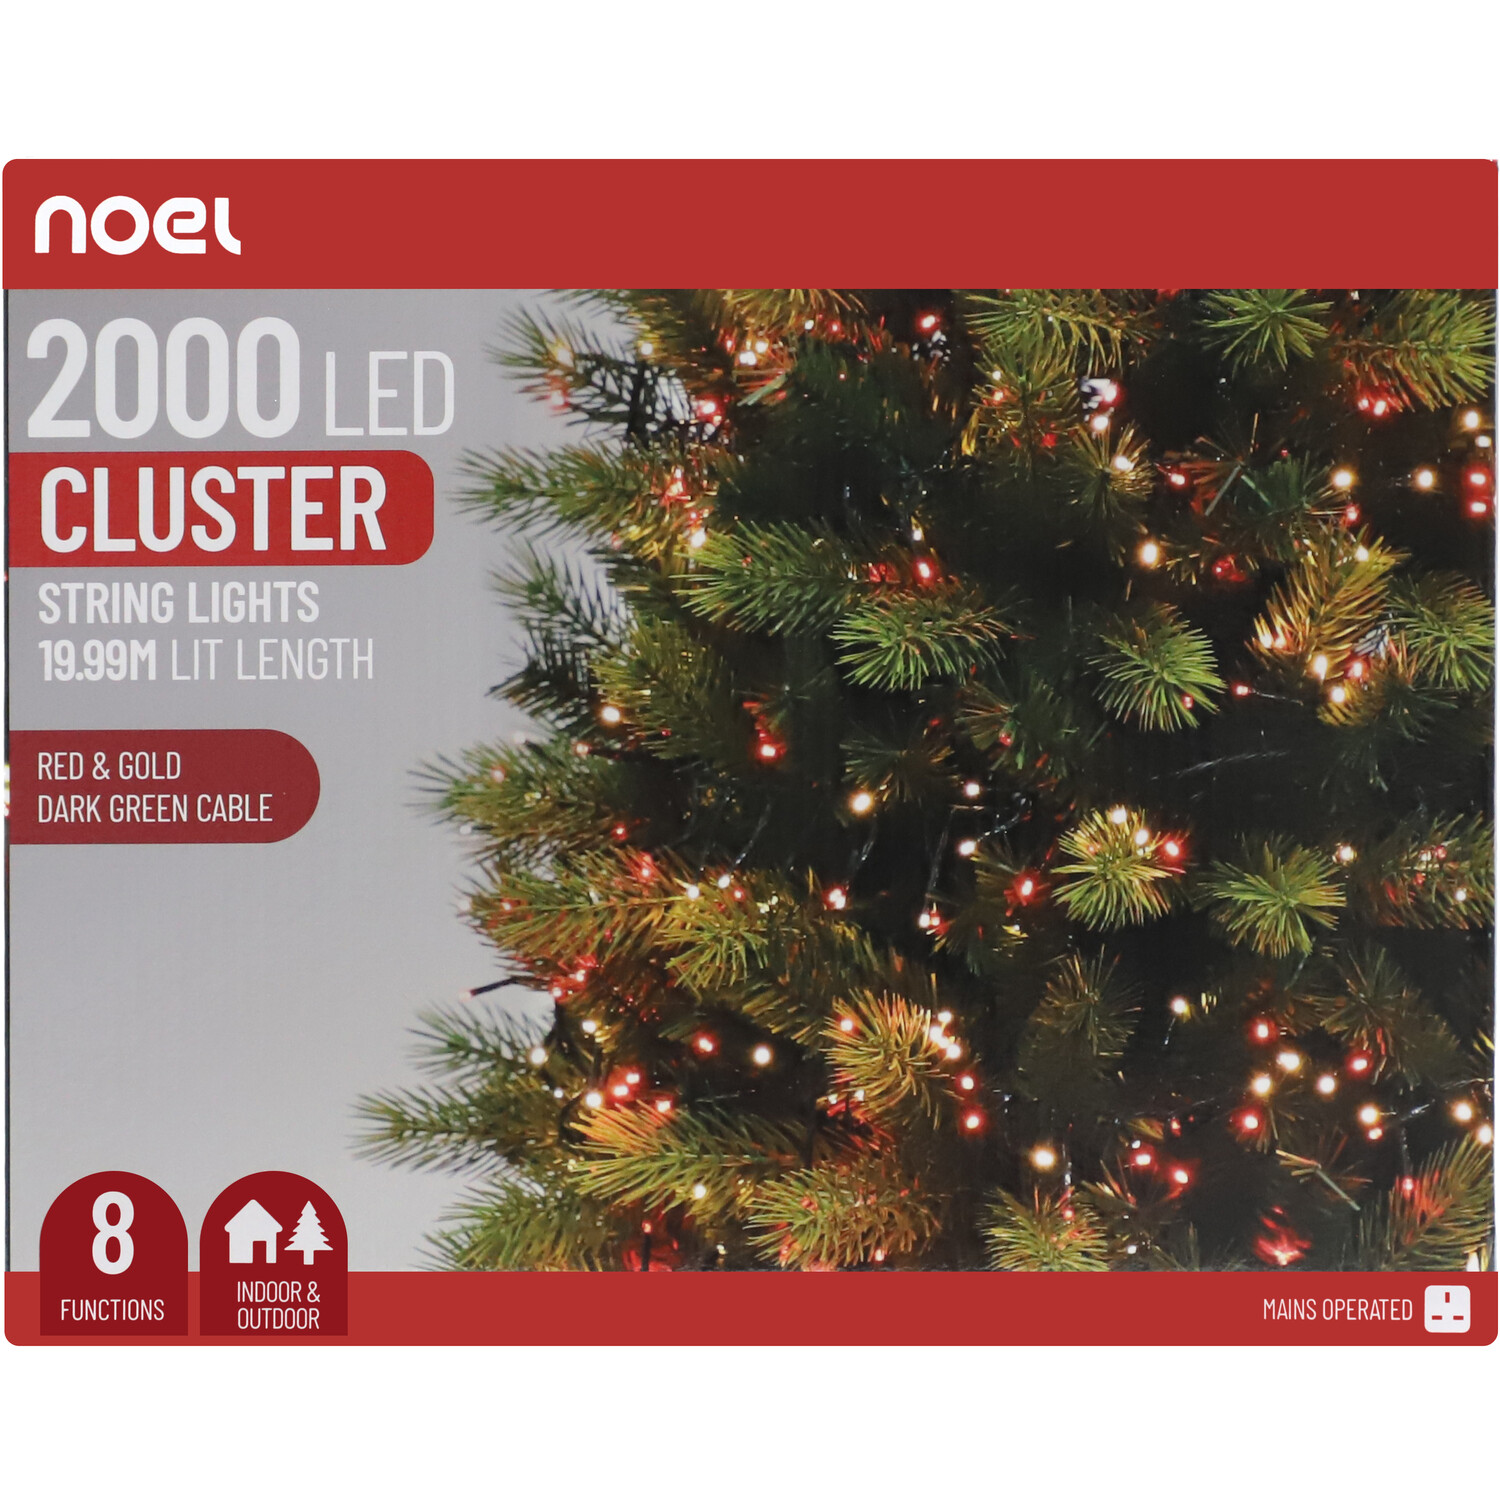 noel
2000 LED
CLUSTER
STRING LIGHTS
19.99M LIT LENGTH
RED & GOLD
DARK GREEN CABLE
8
FUNCTIONS
INDOOR &
OUTDOOR
MAINS OPERATED